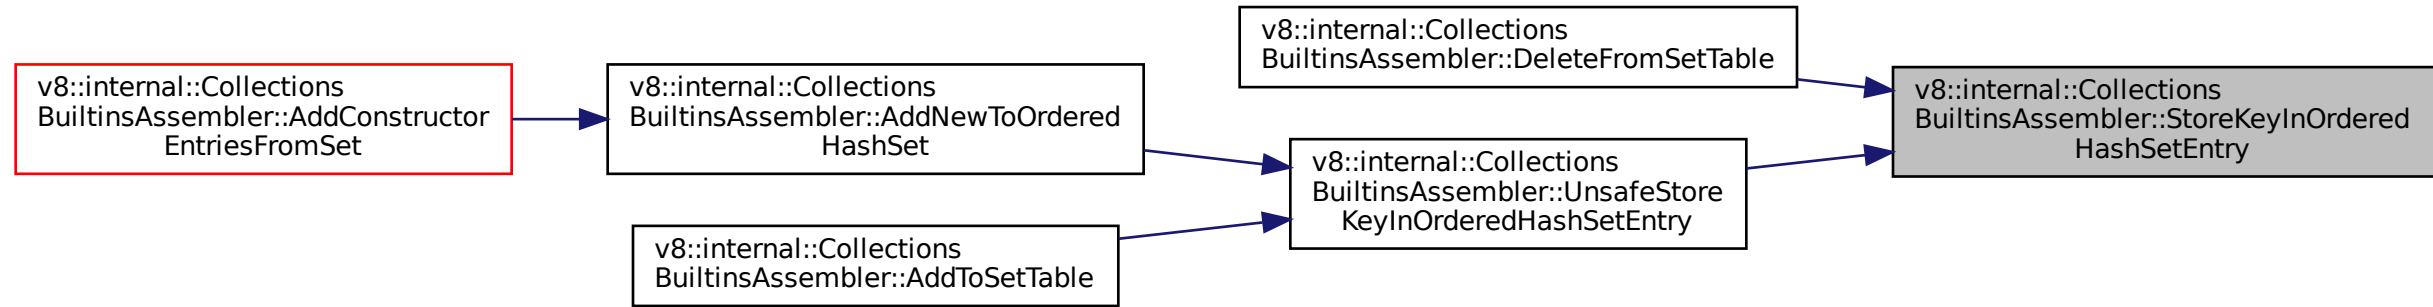 v8::internal::Collections
BuiltinsAssembler::AddConstructor
EntriesFromSet
v8::internal::Collections
BuiltinsAssembler::AddNewToOrdered
HashSet
v8::internal::Collections
BuiltinsAssembler::AddToSetTable
v8::internal::Collections
BuiltinsAssembler::DeleteFromSetTable
v8::internal::Collections
BuiltinsAssembler::UnsafeStore
KeyInOrderedHashSetEntry
v8::internal::Collections
BuiltinsAssembler::StoreKeyInOrdered
HashSetEntry